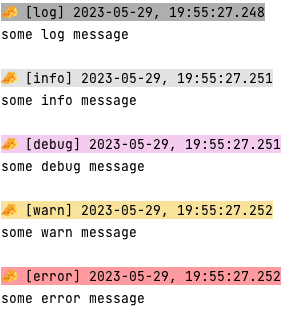 🧀 [log] 2023-05-29, 19:55:27.248
some log message
🧀 [info] 2023-05-29, 19:55:27.251
some info message
🧀 [debug] 2023-05-29, 19:55:27.251
some debug message
🧀 [warn] 2023-05-29, 19:55:27.252
some warn message
🧀 [error] 2023-05-29, 19:55:27.252
some error message